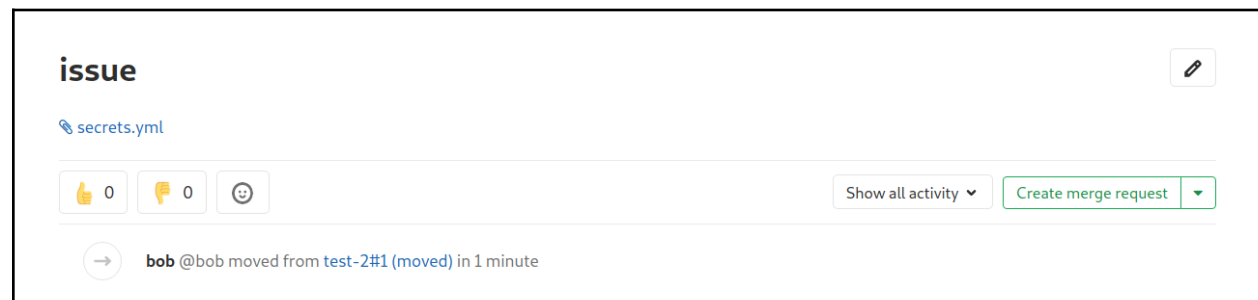 issue
secrets.yml
0 0 Show all activity Create merge request
bob @bob moved from test-2#1 (moved) in 1 minute